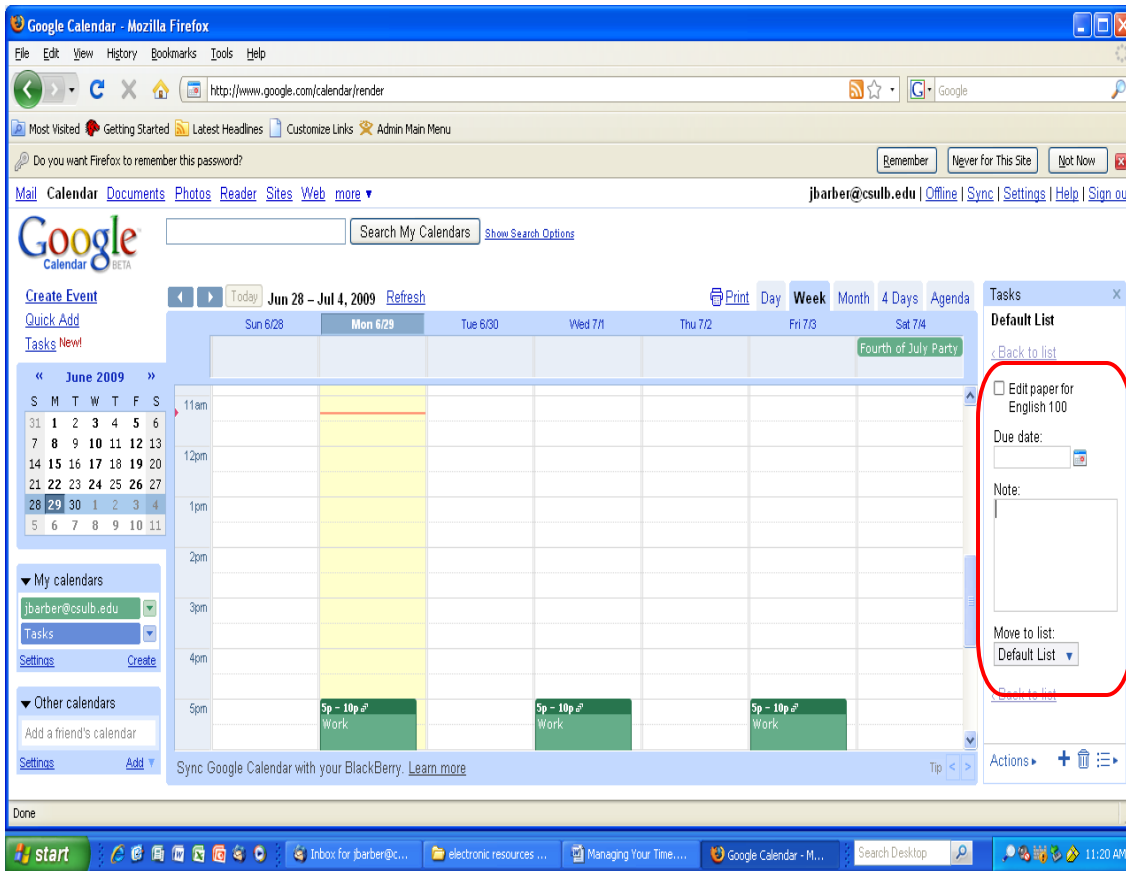 Google Calendar - Mozilla Firefox
File Edit View History Bookmarks Tools Help
http://www.google.com/calendar/render
G Google
Most Visited Getting Started Latest Headlines Customize Links Admin Main Menu
Do you want Firefox to remember this password?
Remember Never for This Site Not Now
Mail Calendar Documents Photos Reader Sites Web more ▼
jbarber@csulb.edu | Offline | Sync | Settings | Help | Sign ou
Google
Calendar BETA
Search My Calendars Show Search Options
Create Event
Quick Add
Tasks New!
Today Jun 28 – Jul 4, 2009 Refresh
Print Day Week Month 4 Days Agenda
Sun 6/28 Mon 6/29 Tue 6/30 Wed 7/1 Thu 7/2 Fri 7/3 Sat 7/4
Fourth of July Party
« June 2009 »
S M T W T F S
31 1 2 3 4 5 6
7 8 9 10 11 12 13
14 15 16 17 18 19 20
21 22 23 24 25 26 27
28 29 30 1 2 3 4
5 6 7 8 9 10 11
My calendars
jbarber@csulb.edu
Tasks
Settings Create
Other calendars
Add a friend's calendar
Settings Add
11am
12pm
1pm
2pm
3pm
4pm
5pm
5p – 10p
Work
5p – 10p
Work
5p – 10p
Work
Sync Google Calendar with your BlackBerry. Learn more
Tip < >
Tasks x
Default List
‹ Back to list
Edit paper for
English 100
Due date:
Note:
Move to list:
Default List
‹ Back to list
Actions
Done
start
Inbox for jbarber@c...
electronic resources ...
Managing Your Time....
Google Calendar - M...
Search Desktop
11:20 AM